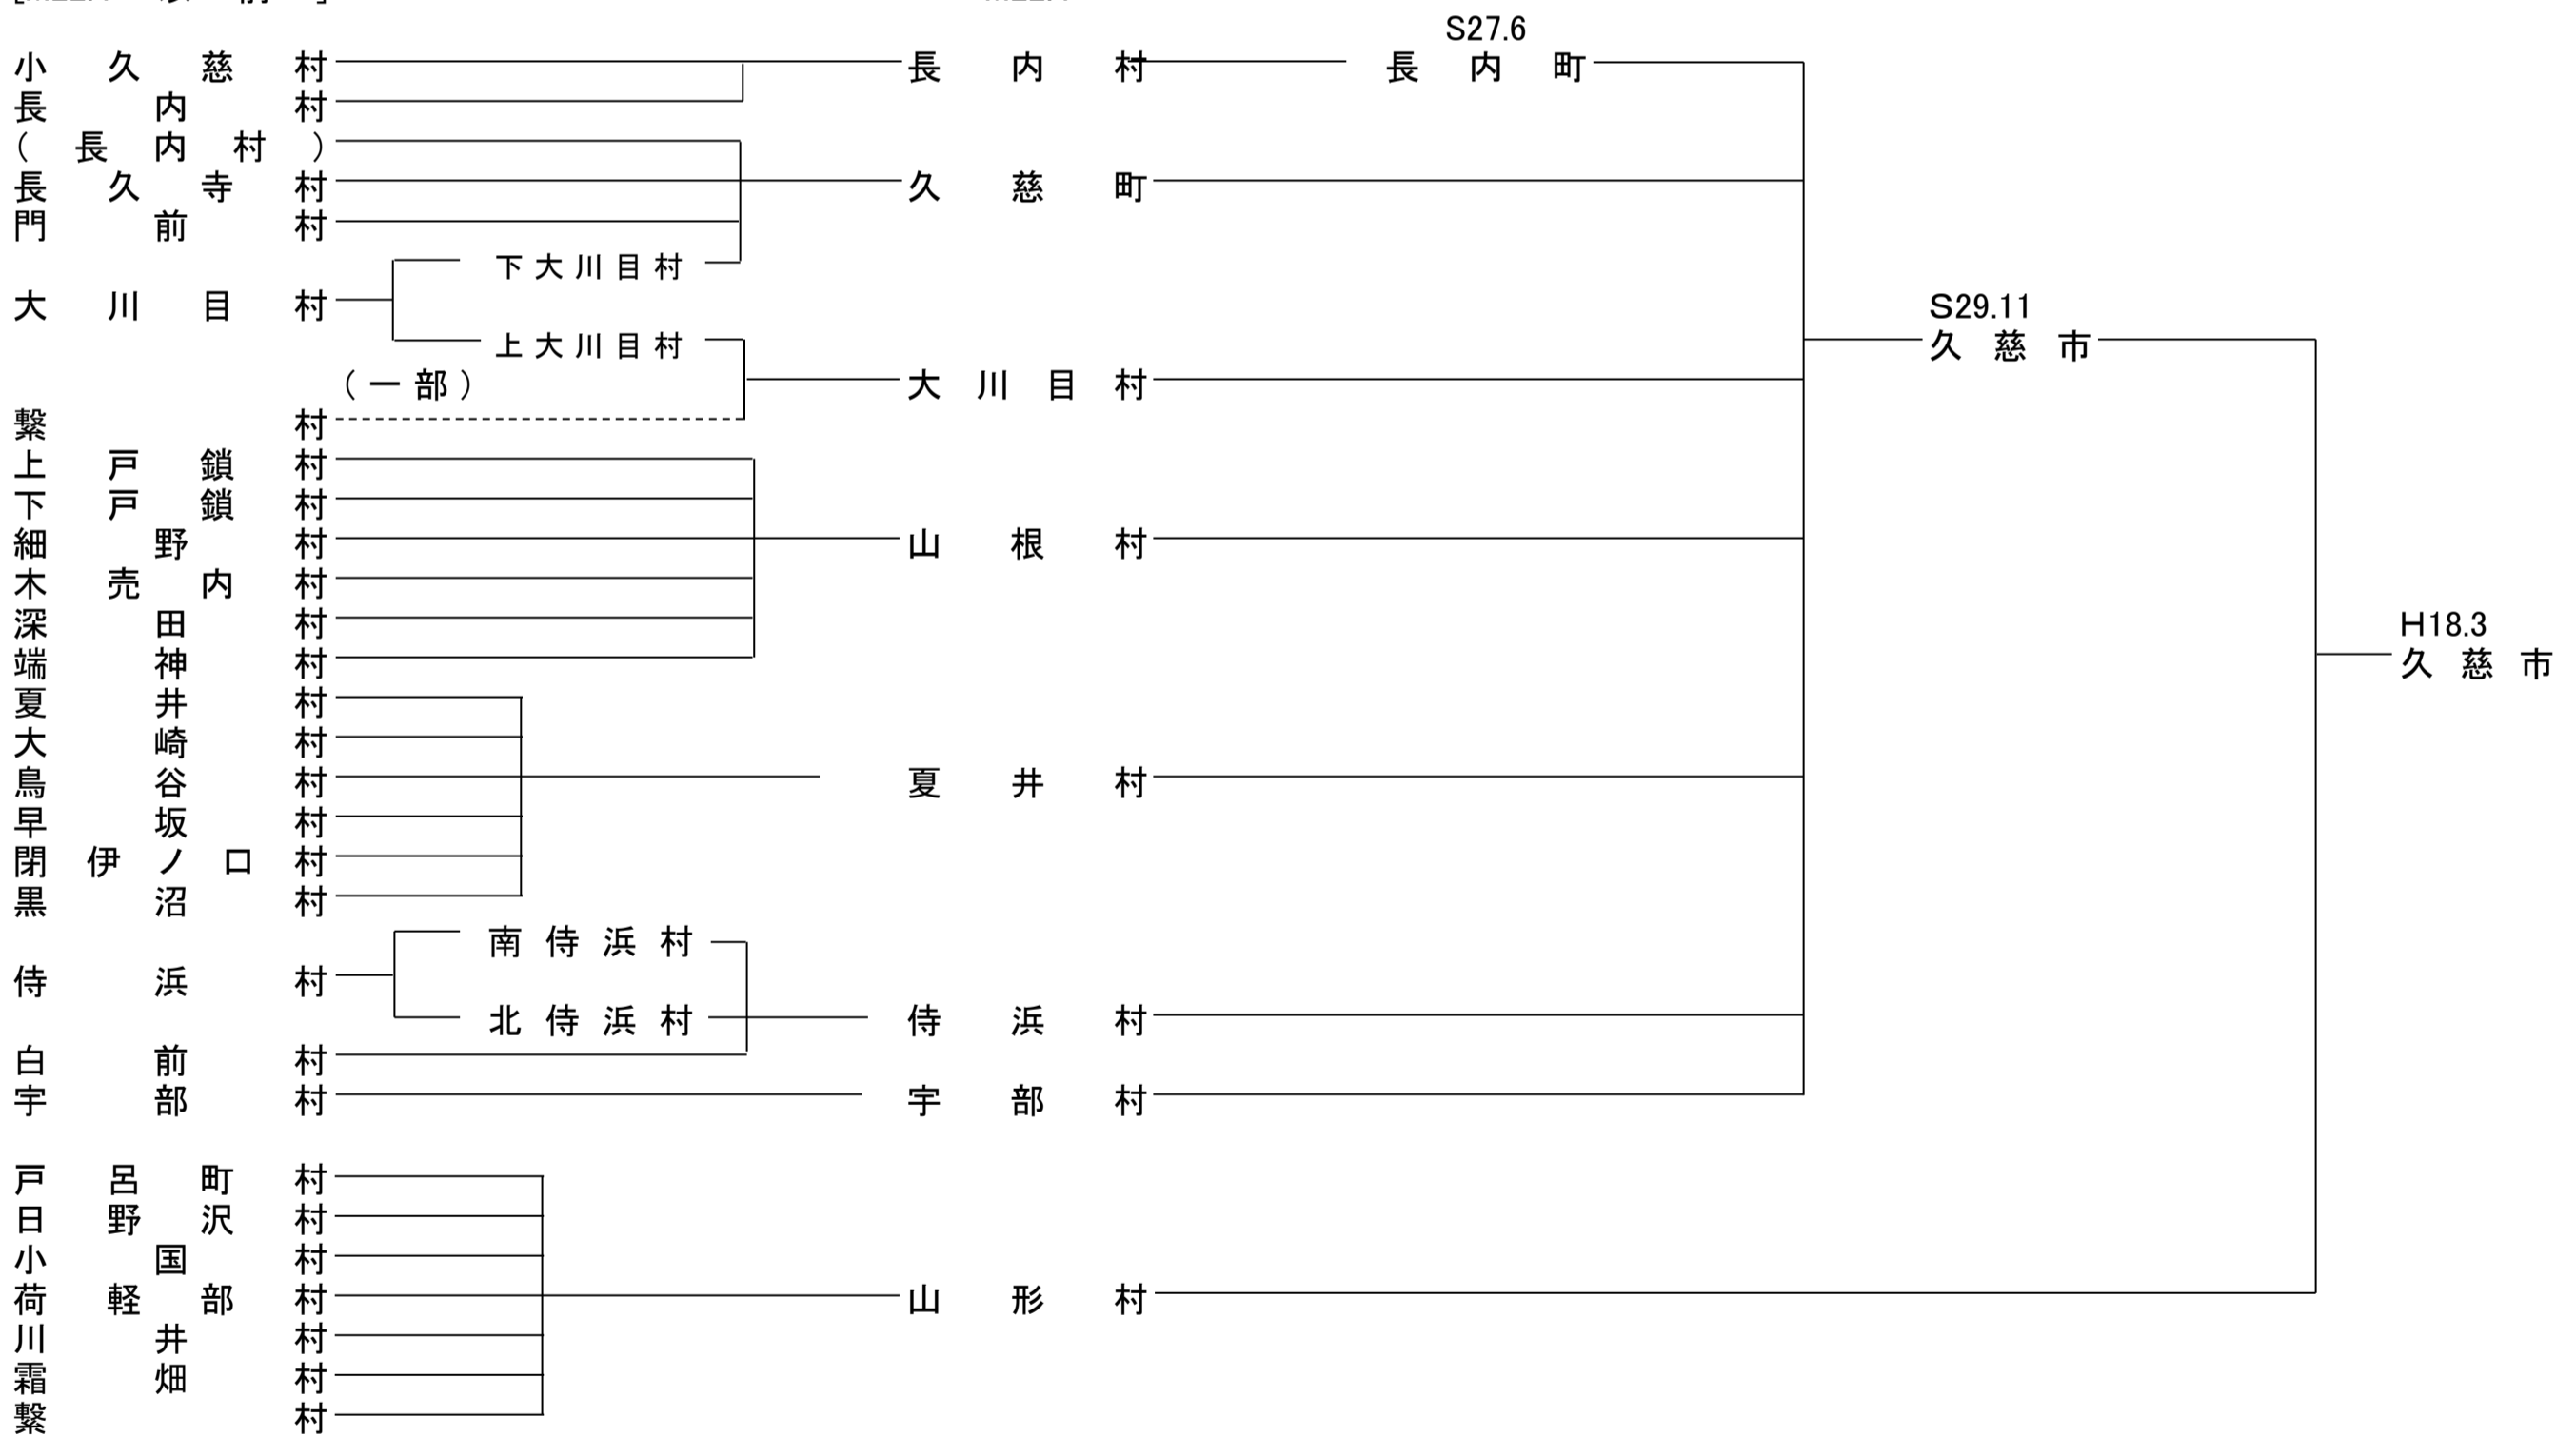 S27.6
小久慈村 長内村 長内町
長内村
(長内村)
長久寺村 久慈町
門前村
下大川目村
大川目村 S29.11
上大川目村 久慈市
(一部) 大川目村
繋村
上戸鎖村
下戸鎖村
細野村 山根村
木売内村
深田村 H18.3
端神村 久慈市
夏井村
大崎村
鳥谷村 夏井村
早坂村
閉伊ノ口村
黒沼村
南侍浜村
侍浜村
北侍浜村 侍浜村
白前村
宇部村 宇部村
戸呂町村
日野沢村
小国村
荷軽部村 山形村
川井村
霜畑村
繋村